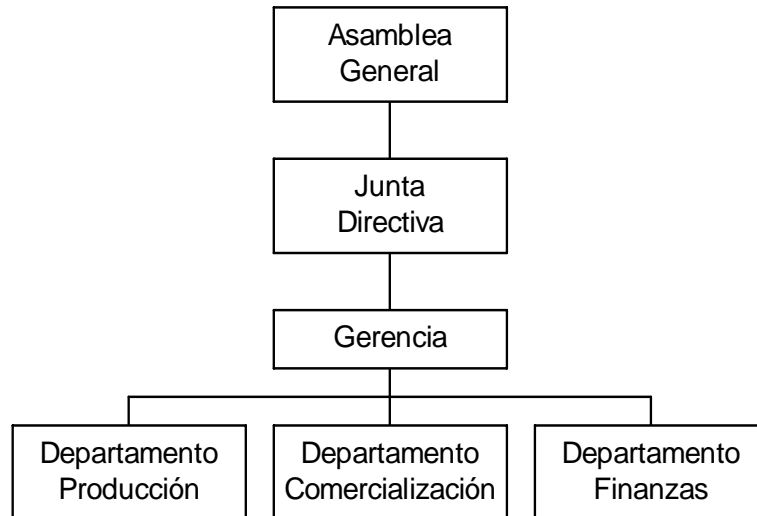 Asamblea
General
Junta
Directiva
Gerencia
Departamento
Producción
Departamento
Comercialización
Departamento
Finanzas